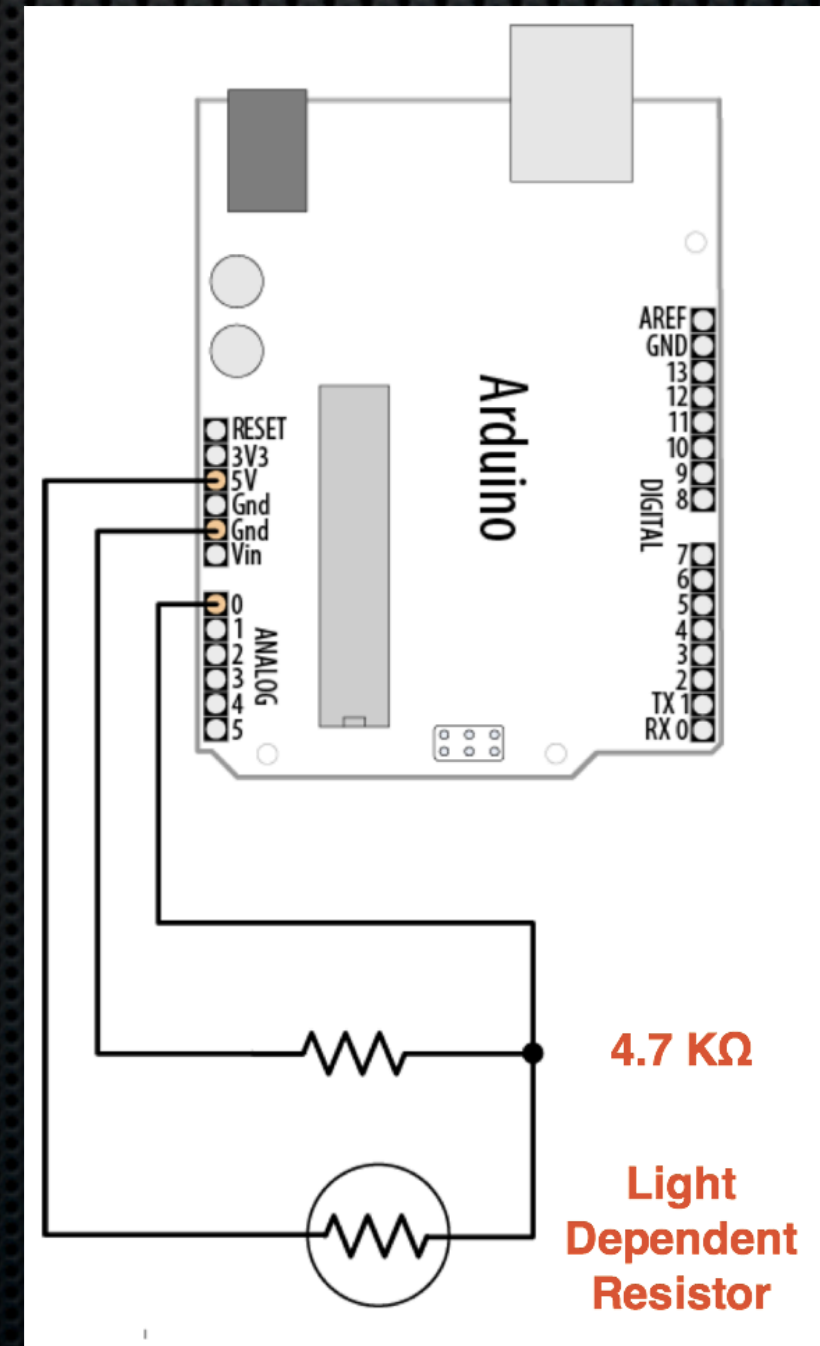 Arduino
RESET
3V3
5V
Gnd
Gnd
Vin
0
1
2
3
4
5
ANALOG
AREF
GND
13
12
11
10
9
8
DIGITAL
7
6
5
4
3
2
TX 1
RX 0
4.7 KΩ
Light
Dependent
Resistor